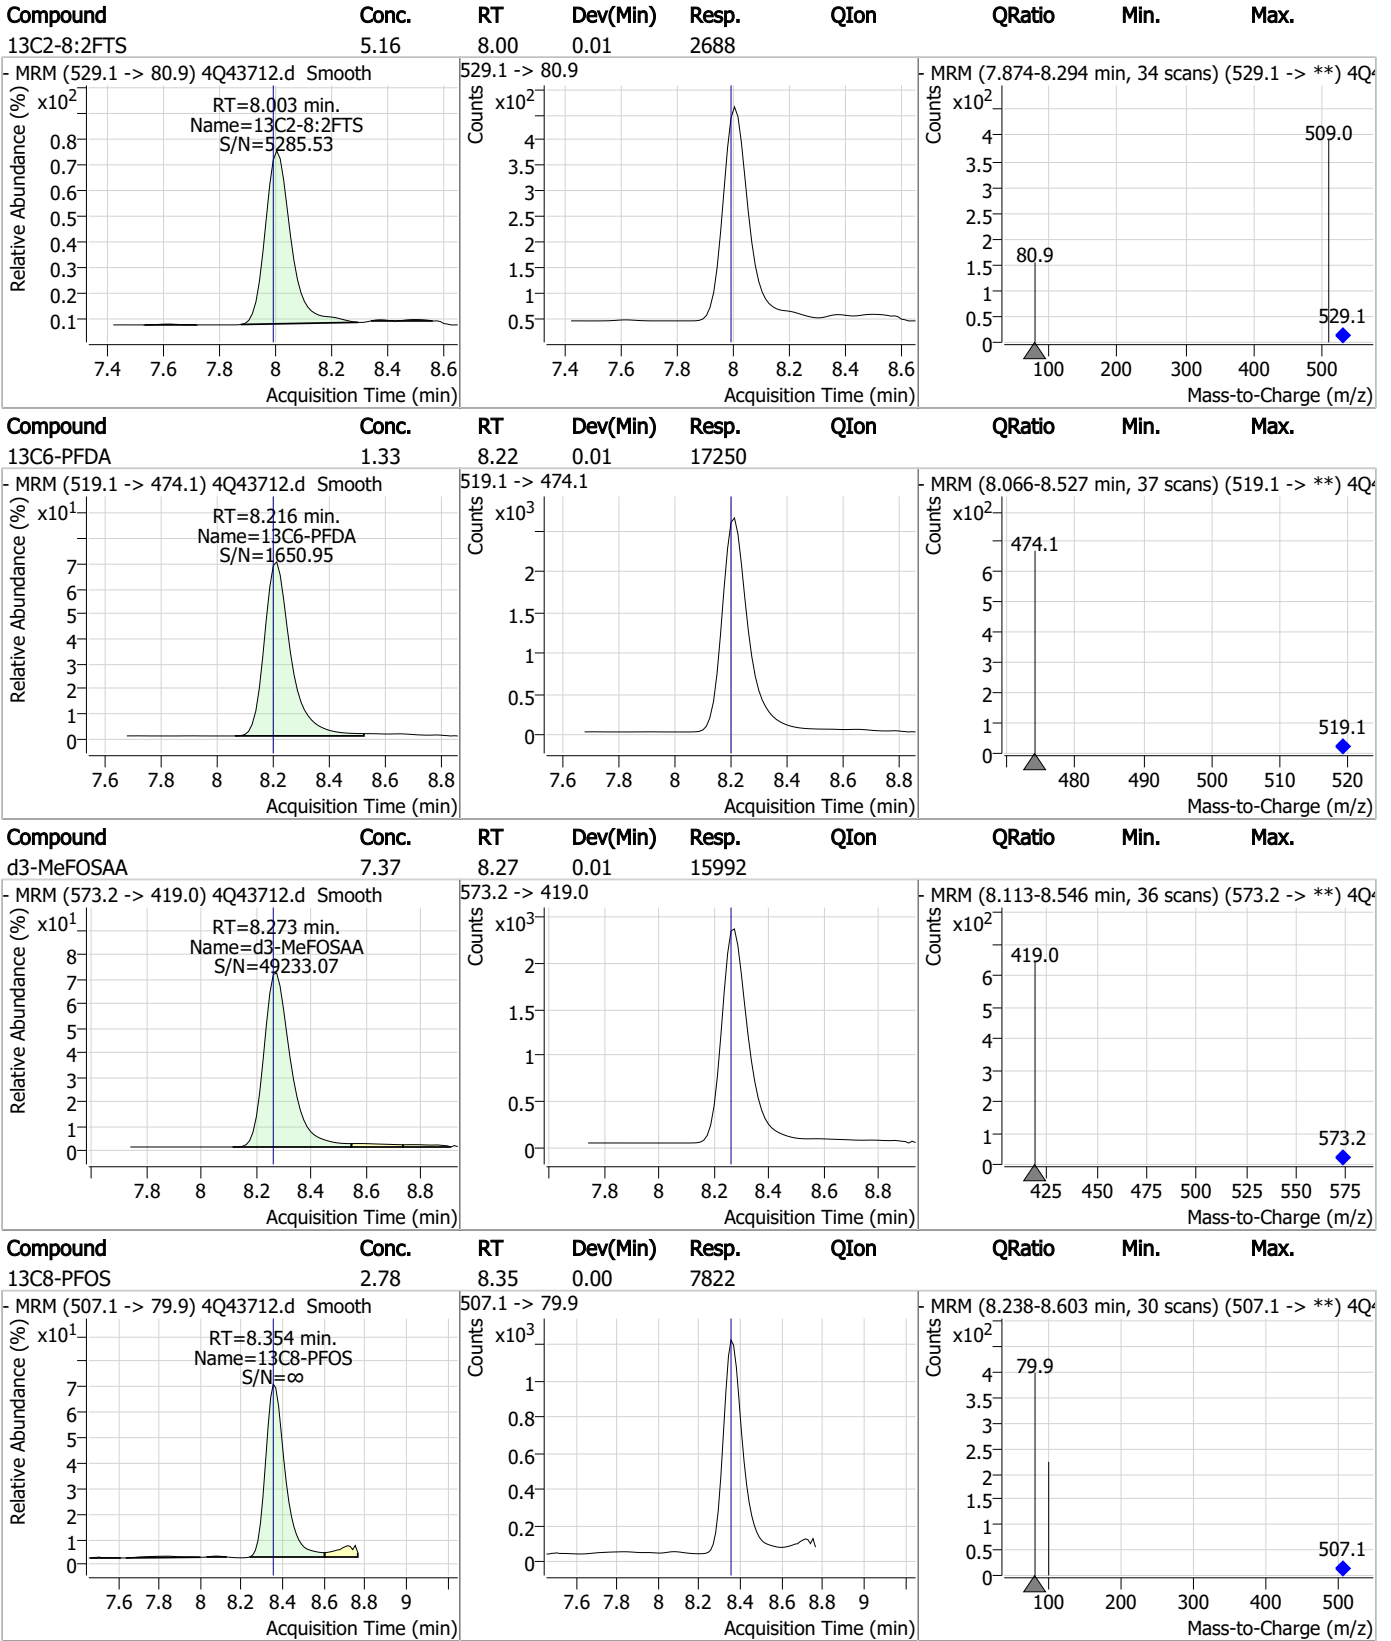 Compound Conc. RT Dev(Min) Resp. QIon QRatio Min. Max.
13C2-8:2FTS 5.16 8.00 0.01 2688
- MRM (529.1 -> 80.9) 4Q43712.d Smooth 529.1 -> 80.9 - MRM (7.874-8.294 min, 34 scans) (529.1 -> **) 4Q4
Relative Abundance (%) x10² RT=8.003 min. Name=13C2-8:2FTS S/N=5285.53
0.8 0.7 0.6 0.5 0.4 0.3 0.2 0.1
7.4 7.6 7.8 8 8.2 8.4 8.6
Acquisition Time (min)
Counts x10²
4 3.5 3 2.5 2 1.5 1 0.5
7.4 7.6 7.8 8 8.2 8.4 8.6
Acquisition Time (min)
Counts x10²
4 3.5 3 2.5 2 1.5 1 0.5 0
80.9 509.0 529.1
100 200 300 400 500
Mass-to-Charge (m/z)
Compound Conc. RT Dev(Min) Resp. QIon QRatio Min. Max.
13C6-PFDA 1.33 8.22 0.01 17250
- MRM (519.1 -> 474.1) 4Q43712.d Smooth 519.1 -> 474.1 - MRM (8.066-8.527 min, 37 scans) (519.1 -> **) 4Q4
Relative Abundance (%) x10¹ RT=8.216 min. Name=13C6-PFDA S/N=1650.95
7 6 5 4 3 2 1 0
7.6 7.8 8 8.2 8.4 8.6 8.8
Acquisition Time (min)
Counts x10³
2 1.5 1 0.5 0
7.6 7.8 8 8.2 8.4 8.6 8.8
Acquisition Time (min)
Counts x10²
6 5 4 3 2 1 0
474.1 519.1
480 490 500 510 520
Mass-to-Charge (m/z)
Compound Conc. RT Dev(Min) Resp. QIon QRatio Min. Max.
d3-MeFOSAA 7.37 8.27 0.01 15992
- MRM (573.2 -> 419.0) 4Q43712.d Smooth 573.2 -> 419.0 - MRM (8.113-8.546 min, 36 scans) (573.2 -> **) 4Q4
Relative Abundance (%) x10¹ RT=8.273 min. Name=d3-MeFOSAA S/N=49233.07
8 7 6 5 4 3 2 1 0
7.8 8 8.2 8.4 8.6 8.8
Acquisition Time (min)
Counts x10³
2 1.5 1 0.5 0
7.8 8 8.2 8.4 8.6 8.8
Acquisition Time (min)
Counts x10²
6 5 4 3 2 1 0
419.0 573.2
425 450 475 500 525 550 575
Mass-to-Charge (m/z)
Compound Conc. RT Dev(Min) Resp. QIon QRatio Min. Max.
13C8-PFOS 2.78 8.35 0.00 7822
- MRM (507.1 -> 79.9) 4Q43712.d Smooth 507.1 -> 79.9 - MRM (8.238-8.603 min, 30 scans) (507.1 -> **) 4Q4
Relative Abundance (%) x10¹ RT=8.354 min. Name=13C8-PFOS S/N=∞
7 6 5 4 3 2 1 0
7.6 7.8 8 8.2 8.4 8.6 8.8 9
Acquisition Time (min)
Counts x10³
1 0.8 0.6 0.4 0.2 0
7.6 7.8 8 8.2 8.4 8.6 8.8 9
Acquisition Time (min)
Counts x10²
4 3.5 3 2.5 2 1.5 1 0.5 0
79.9 507.1
100 200 300 400 500
Mass-to-Charge (m/z)